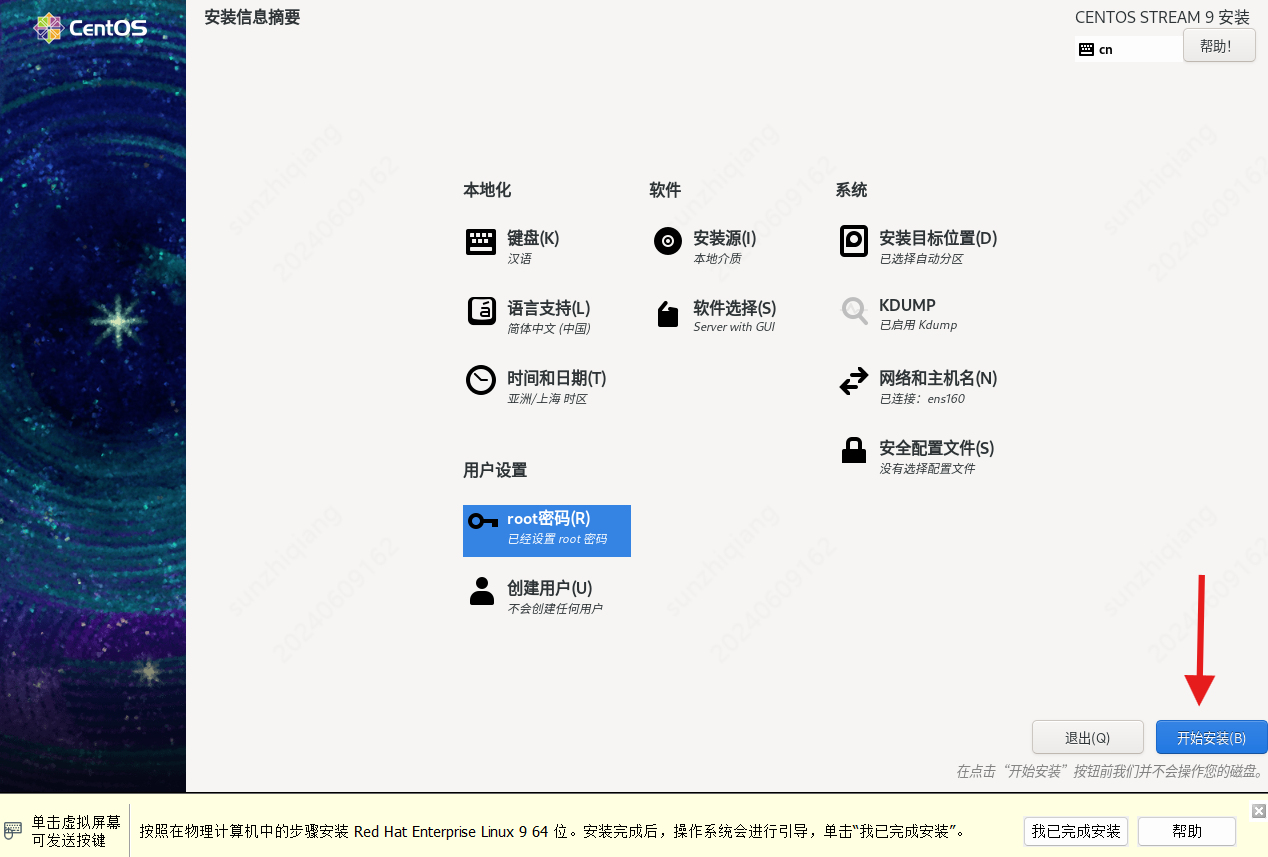 CentOS
安装信息摘要
CENTOS STREAM 9 安装
cn
帮助！
本地化
键盘(K)
汉语
语言支持(L)
简体中文 (中国)
时间和日期(T)
亚洲/上海 时区
用户设置
root密码(R)
已经设置 root 密码
创建用户(U)
不会创建任何用户
软件
安装源(I)
本地介质
软件选择(S)
Server with GUI
系统
安装目标位置(D)
已选择自动分区
KDUMP
已启用 Kdump
网络和主机名(N)
已连接：ens160
安全配置文件(S)
没有选择配置文件
sunzhiqiang
20240609162
sunzhiqiang
20240609162
sunzhiqiang
20240609162
sunzhiqiang
20240609162
sunzhiqiang
20240609162
sunzhiqiang
20240609162
退出(Q)
开始安装(B)
在点击“开始安装”按钮前我们并不会操作您的磁盘。
单击虚拟屏幕
可发送按键
按照在物理计算机中的步骤安装 Red Hat Enterprise Linux 9 64 位。安装完成后，操作系统会进行引导，单击“我已完成安装”。
我已完成安装
帮助